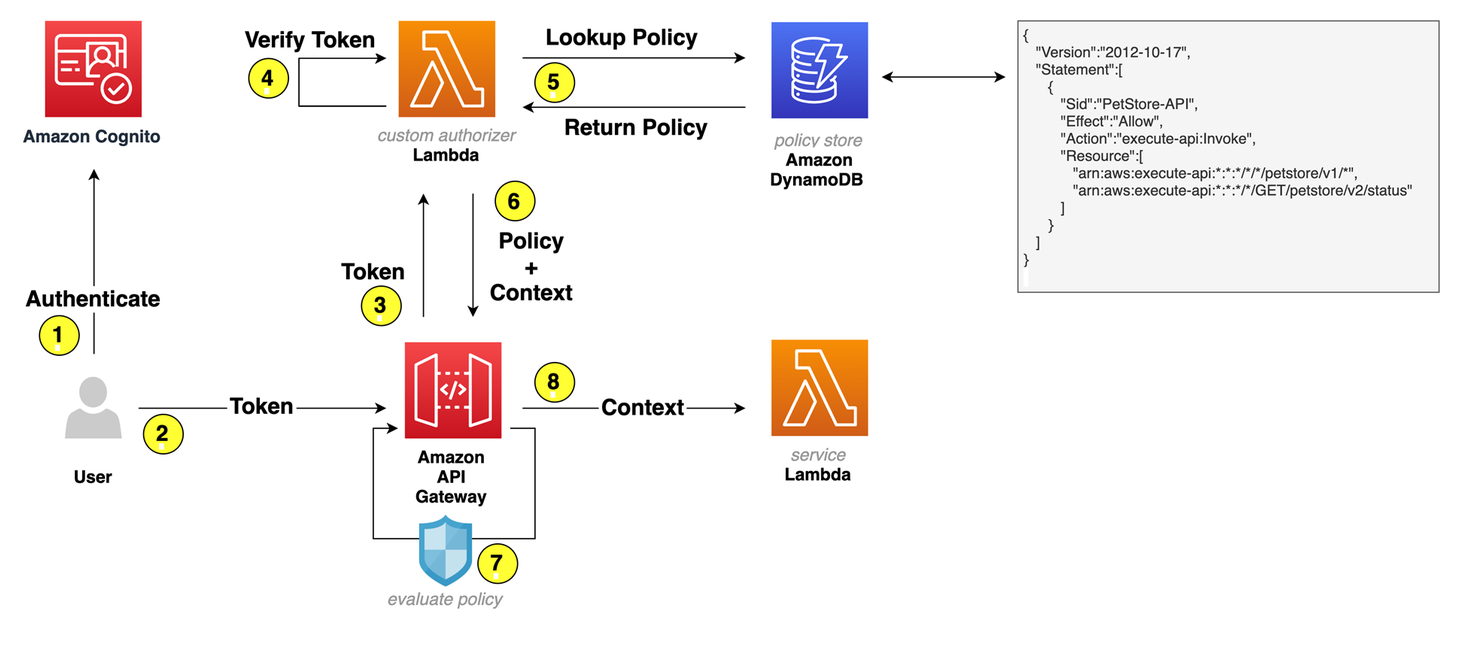 Amazon Cognito
Authenticate
1
User
2
Token
Token
3
Verify Token
4
custom authorizer
Lambda
Lookup Policy
5
Return Policy
policy store
Amazon
DynamoDB
{
"Version":"2012-10-17",
"Statement":[
{
"Sid":"PetStore-API",
"Effect":"Allow",
"Action":"execute-api:Invoke",
"Resource":[
"arn:aws:execute-api:*:*:*/*/*/petstore/v1/*",
"arn:aws:execute-api:*:*:*/*/GET/petstore/v2/status"
]
}
]
}
6
Policy
+
Context
</>
Amazon
API
Gateway
7
evaluate policy
8
Context
service
Lambda